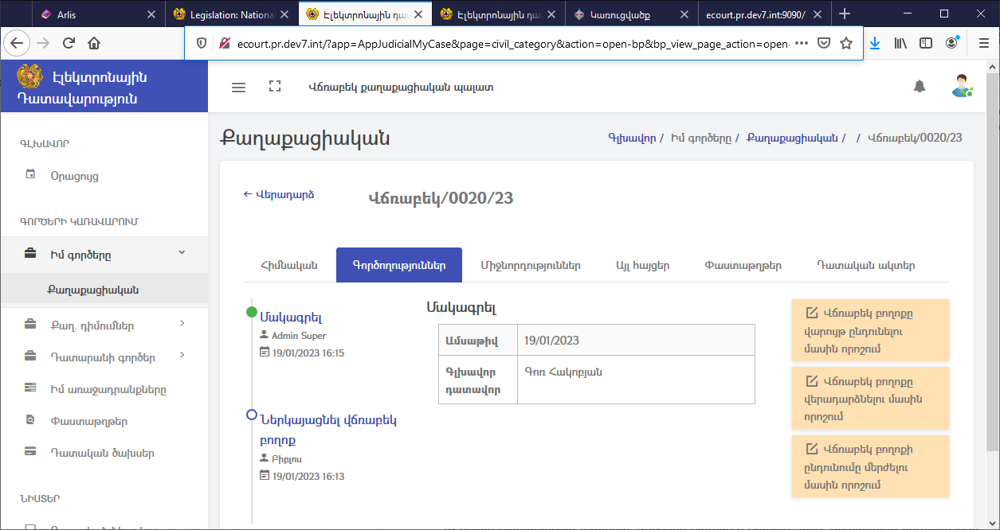 Arlis
Legislation: National
Էլեկտրոնային դա
Էլեկտրոնային դա
Կառուցվածք
ecourt.pr.dev7.int:9090/
ecourt.pr.dev7.int/?app=AppJudicialMyCase&page=civil_category&action=open-bp&bp_view_page_action=open-
Էլեկտրոնային
Դատավարություն
Վճռաբեկ քաղաքացիական պալատ
ԳԼԽԱՎՈՐ
Օրացույց
ԳՈՐԾԵՐԻ ԿԱՌԱՎԱՐՈՒՄ
Իմ գործերը
Քաղաքացիական
Քաղ. դիմումներ
Դատարանի գործեր
Իմ առաջադրանքները
Փաստաթղթեր
Դատական ծախսեր
ՆԻՍՏԵՐ
Քաղաքացիական
Գլխավոր / Իմ գործերը / Քաղաքացիական / / Վճռաբեկ/0020/23
← Վերադարձ
Վճռաբեկ/0020/23
Հիմնական
Գործողություններ
Միջնորդություններ
Այլ հայցեր
Փաստաթղթեր
Դատական ակտեր
Մակագրել
Admin Super
19/01/2023 16:15
Ներկայացնել վճռաբեկ
բողոք
Բիբլոս
19/01/2023 16:13
Մակագրել
Ամսաթիվ 19/01/2023
Գլխավոր Գոռ Հակոբյան
դատավոր
Վճռաբեկ բողոքը
վարույթ ընդունելու
մասին որոշում
Վճռաբեկ բողոքը
վերադարձնելու մասին
որոշում
Վճռաբեկ բողոքի
ընդունումը մերժելու
մասին որոշում